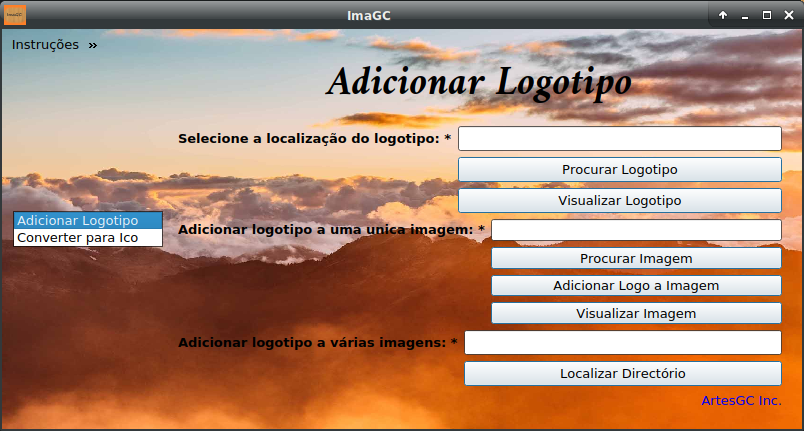 ImaGC
Instruções »
Adicionar Logotipo
Selecione a localização do logotipo: *
Procurar Logotipo
Visualizar Logotipo
Adicionar Logotipo
Converter para Ico
Adicionar logotipo a uma unica imagem: *
Procurar Imagem
Adicionar Logo a Imagem
Visualizar Imagem
Adicionar logotipo a várias imagens: *
Localizar Directório
ArtesGC Inc.